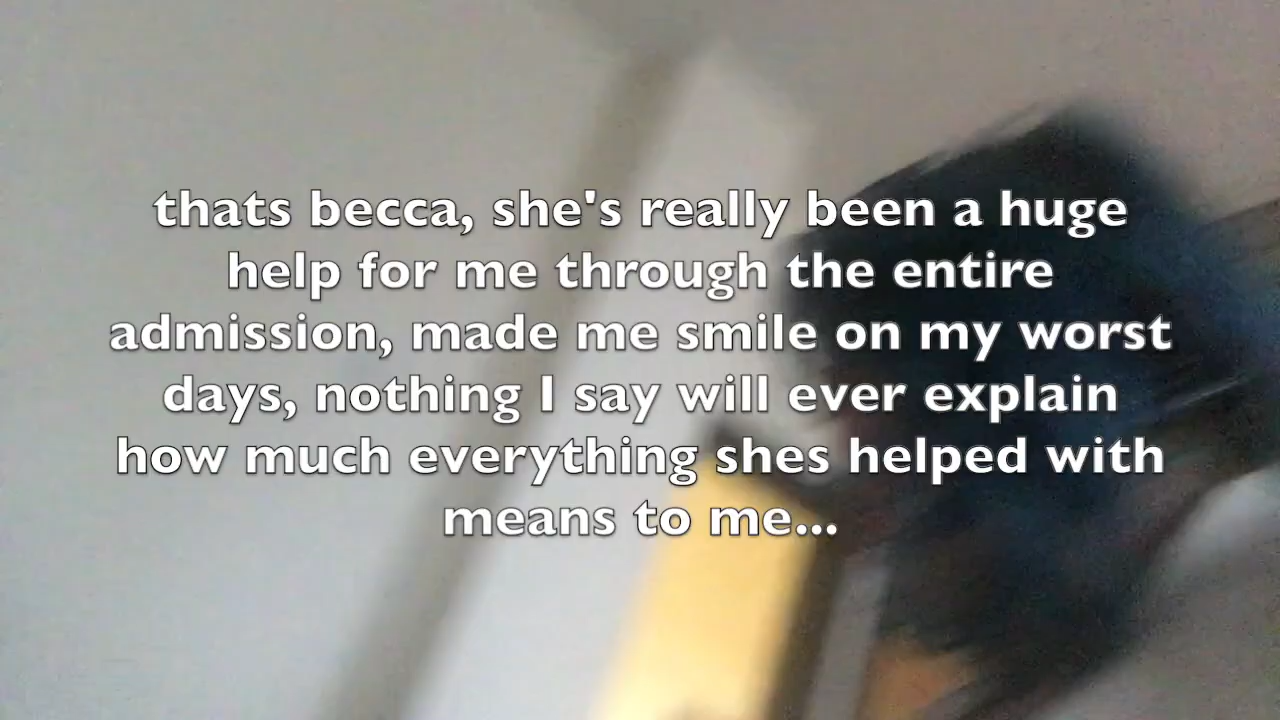 thats becca, she's really been a huge
help for me through the entire
admission, made me smile on my worst
days, nothing I say will ever explain
how much everything shes helped with
means to me...